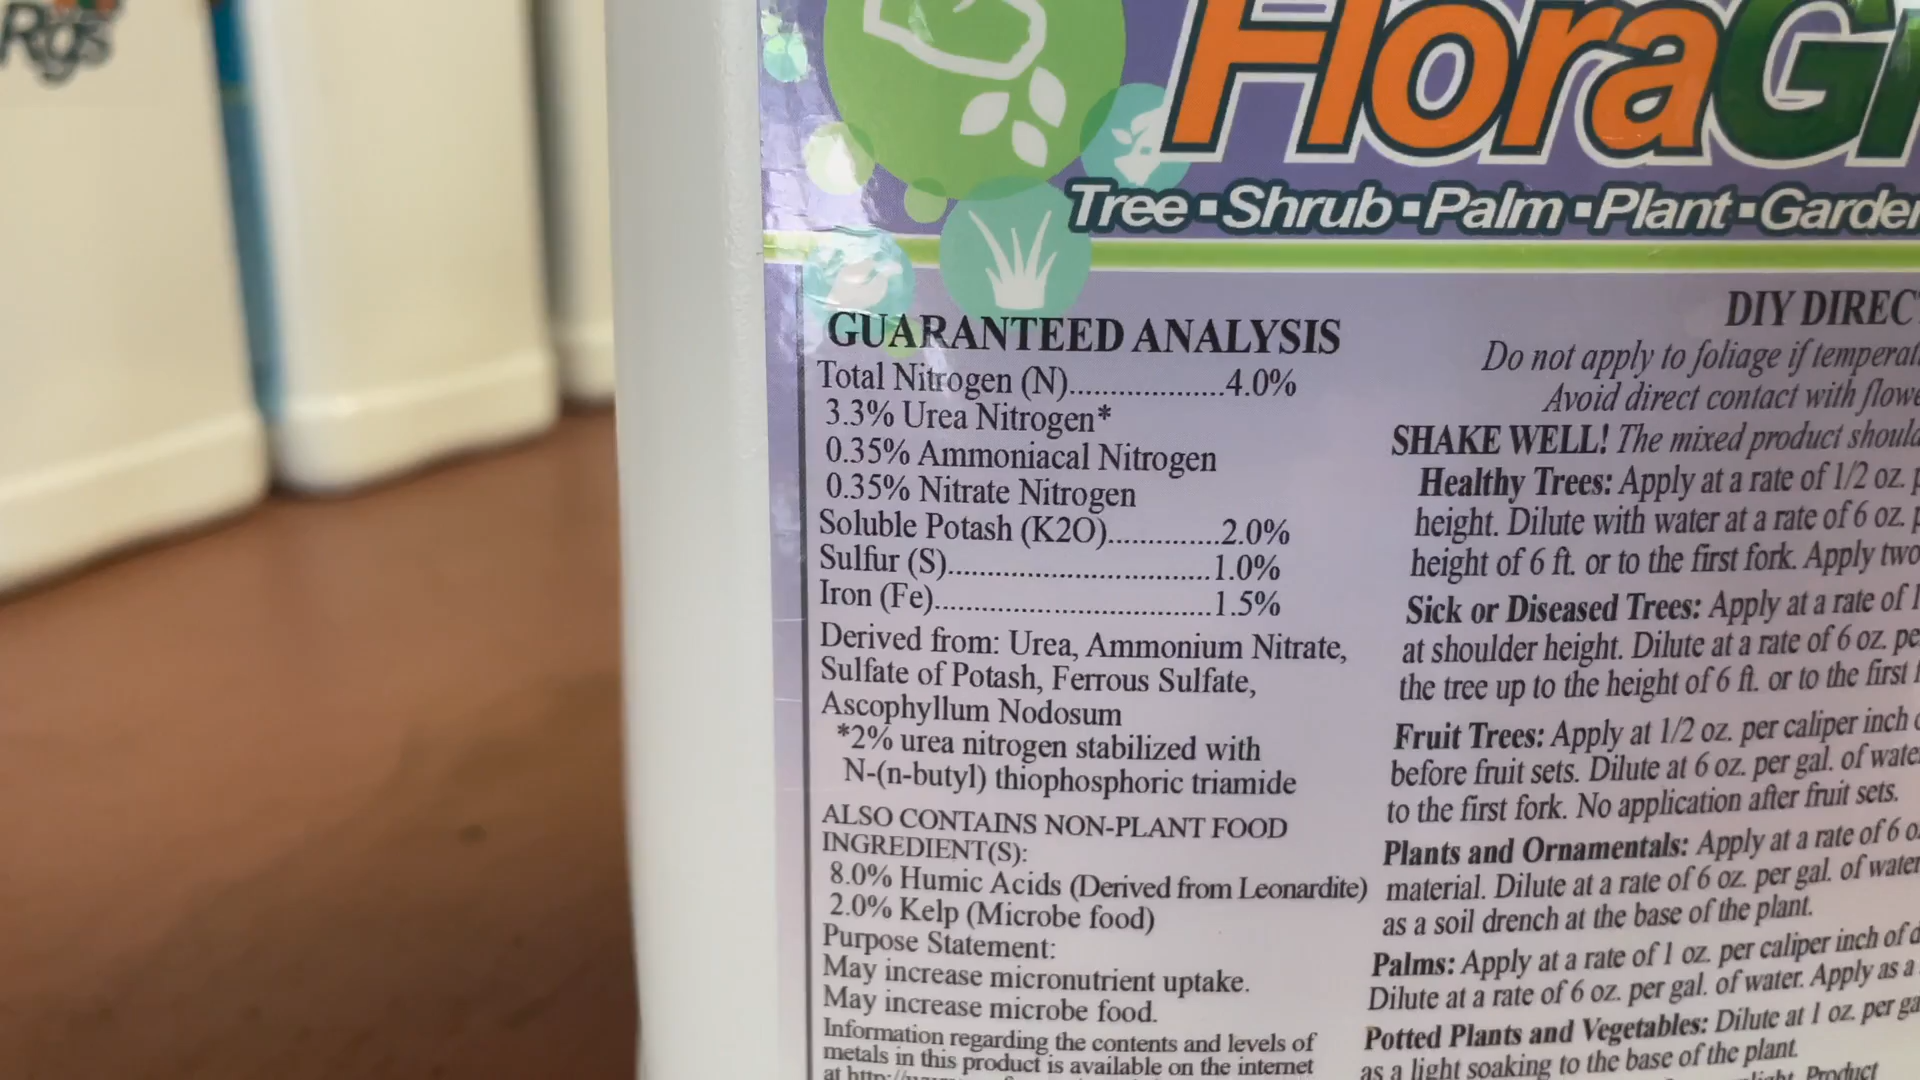 Rgs
FloraG
Tree ▪ Shrub ▪ Palm ▪ Plant ▪ Garden
GUARANTEED ANALYSIS
Total Nitrogen (N)..................4.0%
3.3% Urea Nitrogen*
0.35% Ammoniacal Nitrogen
0.35% Nitrate Nitrogen
Soluble Potash (K2O).............2.0%
Sulfur (S)...............................1.0%
Iron (Fe).................................1.5%
Derived from: Urea, Ammonium Nitrate,
Sulfate of Potash, Ferrous Sulfate,
Ascophyllum Nodosum
*2% urea nitrogen stabilized with
N-(n-butyl) thiophosphoric triamide
ALSO CONTAINS NON-PLANT FOOD
INGREDIENT(S):
8.0% Humic Acids (Derived from Leonardite)
2.0% Kelp (Microbe food)
Purpose Statement:
May increase micronutrient uptake.
May increase microbe food.
Information regarding the contents and levels of
metals in this product is available on the internet
at
DIY DIREC
Do not apply to foliage if
Avoid direct contact with
SHAKE WELL! The mixed product
Healthy Trees: Apply at a rate of 1/2 oz.
height. Dilute with water at a rate of 6 oz.
height of 6 ft. or to the first fork. Apply two
Sick or Diseased Trees: Apply at a rate of
at shoulder height. Dilute at a rate of 6 oz. per
the tree up to the height of 6 ft. or to the first
Fruit Trees: Apply at 1/2 oz. per caliper inch
before fruit sets. Dilute at 6 oz. per gal. of water
to the first fork. No application after fruit sets.
Plants and Ornamentals: Apply at a rate of 6
material. Dilute at a rate of 6 oz. per gal. of water
as a soil drench at the base of the plant.
Palms: Apply at a rate of 1 oz. per caliper inch of
Dilute at a rate of 6 oz. per gal. of water. Apply as a
Potted Plants and Vegetables: Dilute at 1 oz. per
as a light soaking to the base of the plant.
Product